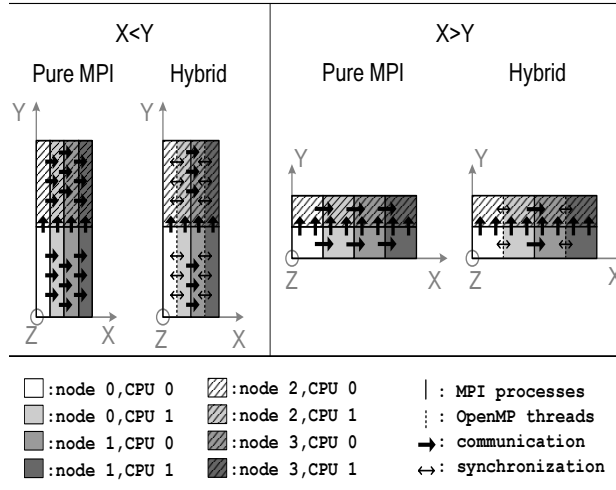 X<Y
X>Y
Pure MPI
Hybrid
Pure MPI
Hybrid
Y
Y
Y
Y
Z
X
Z
X
Z
X
Z
X
:node 0,CPU 0
:node 0,CPU 1
:node 1,CPU 0
:node 1,CPU 1
:node 2,CPU 0
:node 2,CPU 1
:node 3,CPU 0
:node 3,CPU 1
: MPI processes
: OpenMP threads
: communication
: synchronization